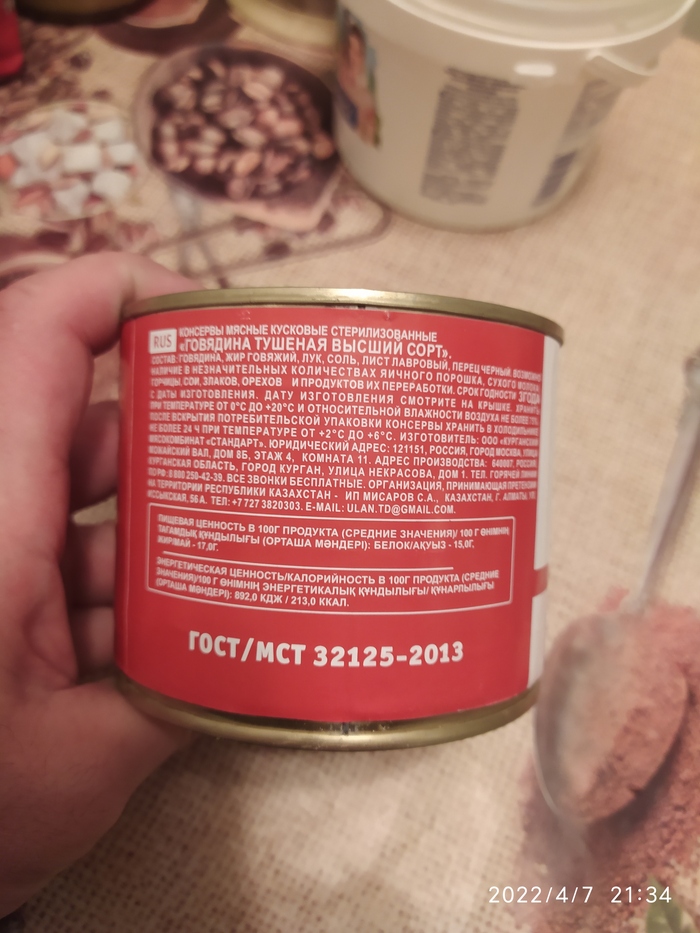 RUS
КОНСЕРВЫ МЯСНЫЕ КУСКОВЫЕ СТЕРИЛИЗОВАННЫЕ
«ГОВЯДИНА ТУШЕНАЯ ВЫСШИЙ СОРТ».
СОСТАВ: ГОВЯДИНА, ЖИР ГОВЯЖИЙ, ЛУК, СОЛЬ, ЛИСТ ЛАВРОВЫЙ, ПЕРЕЦ ЧЕРНЫЙ. ВОЗМОЖНО
НАЛИЧИЕ В НЕЗНАЧИТЕЛЬНЫХ КОЛИЧЕСТВАХ ЯИЧНОГО ПОРОШКА, СУХОГО МОЛОКА,
ГОРЧИЦЫ, СОИ, ЗЛАКОВ, ОРЕХОВ И ПРОДУКТОВ ИХ ПЕРЕРАБОТКИ. СРОК ГОДНОСТИ 3 ГОДА
С ДАТЫ ИЗГОТОВЛЕНИЯ. ДАТУ ИЗГОТОВЛЕНИЯ СМОТРИТЕ НА КРЫШКЕ. ХРАНИТЬ
ПРИ ТЕМПЕРАТУРЕ ОТ 0°С ДО +20°С И ОТНОСИТЕЛЬНОЙ ВЛАЖНОСТИ ВОЗДУХА НЕ БОЛЕЕ 75%.
ПОСЛЕ ВСКРЫТИЯ ПОТРЕБИТЕЛЬСКОЙ УПАКОВКИ КОНСЕРВЫ ХРАНИТЬ В ХОЛОДИЛЬНИКЕ
НЕ БОЛЕЕ 24 Ч ПРИ ТЕМПЕРАТУРЕ ОТ +2°С ДО +6°С. ИЗГОТОВИТЕЛЬ: ООО «КУРГАНСКИЙ
МЯСОКОМБИНАТ «СТАНДАРТ». ЮРИДИЧЕСКИЙ АДРЕС: 121151, РОССИЯ, ГОРОД МОСКВА, УЛИЦА
МОЖАЙСКИЙ ВАЛ, ДОМ 8Б, ЭТАЖ 4, КОМНАТА 11. АДРЕС ПРОИЗВОДСТВА: 640007, РОССИЯ,
КУРГАНСКАЯ ОБЛАСТЬ, ГОРОД КУРГАН, УЛИЦА НЕКРАСОВА, ДОМ 1. ТЕЛ. ГОРЯЧЕЙ ЛИНИИ
ПО РФ: 8 800 250-42-39. ВСЕ ЗВОНКИ БЕСПЛАТНЫЕ. ОРГАНИЗАЦИЯ, ПРИНИМАЮЩАЯ ПРЕТЕНЗИИ
НА ТЕРРИТОРИИ РЕСПУБЛИКИ КАЗАХСТАН - ИП МИСАРОВ С.А., КАЗАХСТАН, Г. АЛМАТЫ, УЛ.
ИССЫКСКАЯ, 56 А. ТЕЛ: +7 727 3820303. E-MAIL: ULAN.TD@GMAIL.COM.
ПИЩЕВАЯ ЦЕННОСТЬ В 100Г ПРОДУКТА (СРЕДНИЕ ЗНАЧЕНИЯ)/ 100 Г ӨНІМНІҢ
ТАҒАМДЫҚ ҚҰНДЫЛЫҒЫ (ОРТАША МӘНДЕРІ): БЕЛОК/АҚУЫЗ - 15,0Г,
ЖИР/МАЙ - 17,0Г.
ЭНЕРГЕТИЧЕСКАЯ ЦЕННОСТЬ/КАЛОРИЙНОСТЬ В 100Г ПРОДУКТА (СРЕДНИЕ
ЗНАЧЕНИЯ)/100 Г ӨНІМНІҢ ЭНЕРГЕТИКАЛЫҚ ҚҰНДЫЛЫҒЫ/ ҚҰНАРЛЫЛЫҒЫ
(ОРТАША МӘНДЕРІ): 892,0 КДЖ / 213,0 ККАЛ.
ГОСТ/МСТ 32125-2013
2022/4/7 21:34